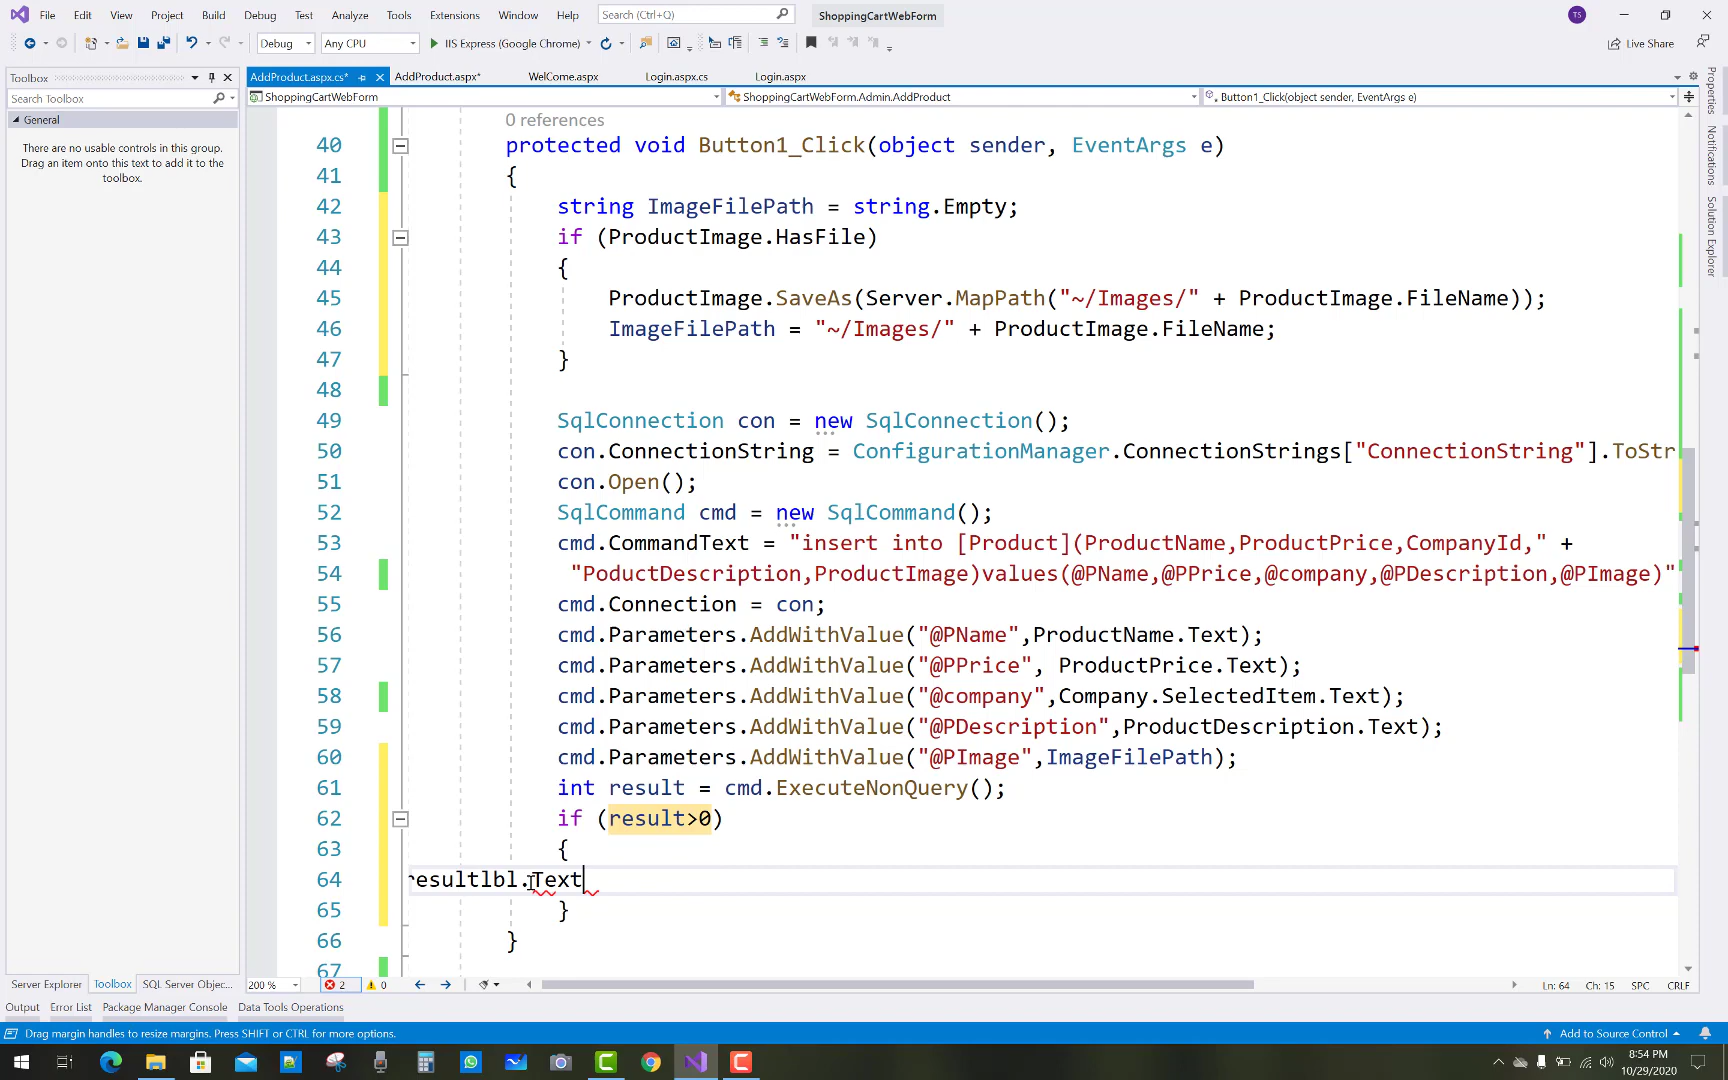 File Edit View Project Build Debug Test Analyze Tools Extensions Window Help Search (Ctrl+Q) ShoppingCartWebForm TS
Debug Any CPU IIS Express (Google Chrome) Live Share
Toolbox AddProduct.aspx.cs* AddProduct.aspx* WelCome.aspx Login.aspx.cs Login.aspx
Search Toolbox ShoppingCartWebForm ShoppingCartWebForm.Admin.AddProduct Button1_Click(object sender, EventArgs e)
General
There are no usable controls in this group.
Drag an item onto this text to add it to the
toolbox.
Properties
Notifications
Solution Explorer
0 references
40 protected void Button1_Click(object sender, EventArgs e)
41 {
42 string ImageFilePath = string.Empty;
43 if (ProductImage.HasFile)
44 {
45 ProductImage.SaveAs(Server.MapPath("~/Images/" + ProductImage.FileName));
46 ImageFilePath = "~/Images/" + ProductImage.FileName;
47 }
48
49 SqlConnection con = new SqlConnection();
50 con.ConnectionString = ConfigurationManager.ConnectionStrings["ConnectionString"].ToStr
51 con.Open();
52 SqlCommand cmd = new SqlCommand();
53 cmd.CommandText = "insert into [Product](ProductName,ProductPrice,CompanyId," +
54 "PoductDescription,ProductImage)values(@PName,@PPrice,@company,@PDescription,@PImage)"
55 cmd.Connection = con;
56 cmd.Parameters.AddWithValue("@PName",ProductName.Text);
57 cmd.Parameters.AddWithValue("@PPrice", ProductPrice.Text);
58 cmd.Parameters.AddWithValue("@company",Company.SelectedItem.Text);
59 cmd.Parameters.AddWithValue("@PDescription",ProductDescription.Text);
60 cmd.Parameters.AddWithValue("@PImage",ImageFilePath);
61 int result = cmd.ExecuteNonQuery();
62 if (result>0)
63 {
64 resultlbl.Text
65 }
66 }
67
Server Explorer Toolbox SQL Server Objec... 200 % 2 0 Ln: 64 Ch: 15 SPC CRLF
Output Error List Package Manager Console Data Tools Operations
Drag margin handles to resize margins. Press SHIFT or CTRL for more options. Add to Source Control
8:54 PM
10/29/2020